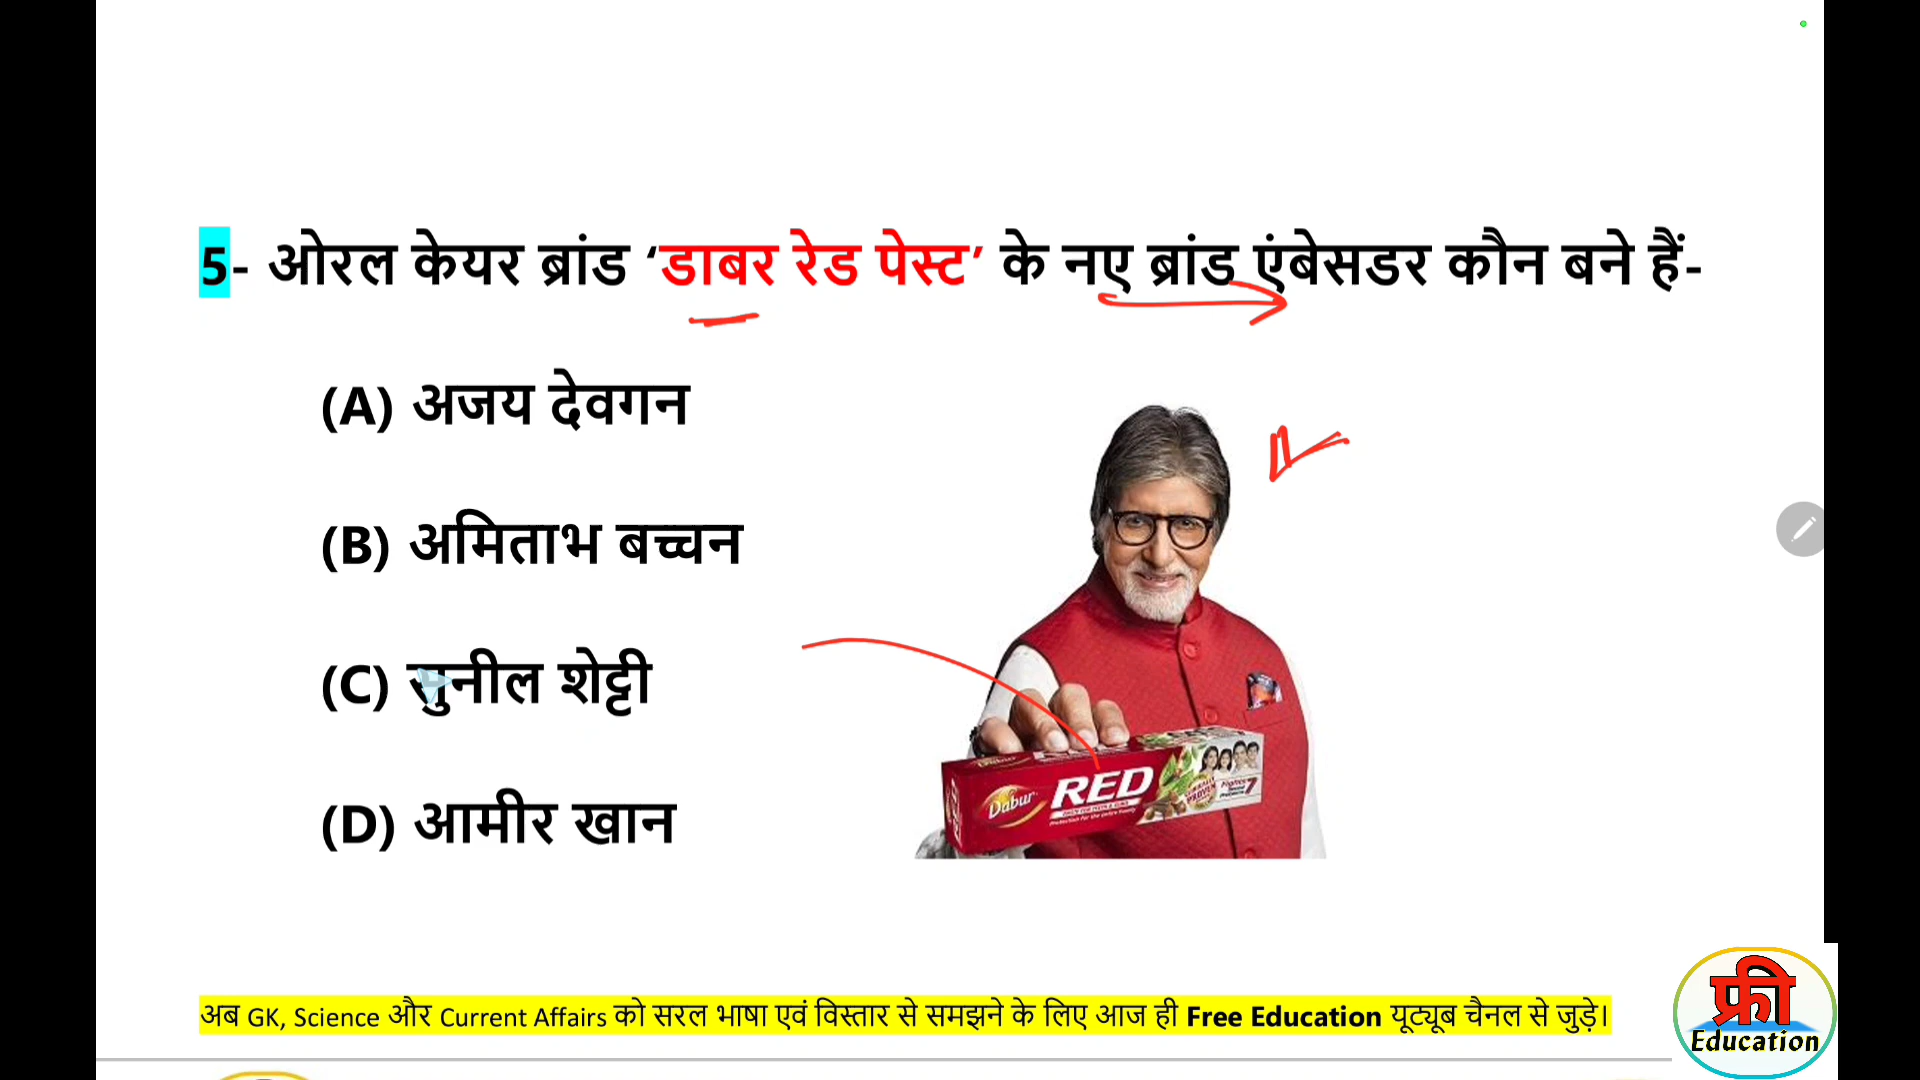 5- ओरल केयर ब्रांड ‘डाबर रेड पेस्ट’ के नए ब्रांड एंबेसडर कौन बने हैं-
(A) अजय देवगन
(B) अमिताभ बच्चन
(C) सुनील शेट्टी
(D) आमीर खान
Dabur RED
अब GK, Science और Current Affairs को सरल भाषा एवं विस्तार से समझने के लिए आज ही Free Education यूट्यूब चैनल से जुड़े।
फ्री
Education